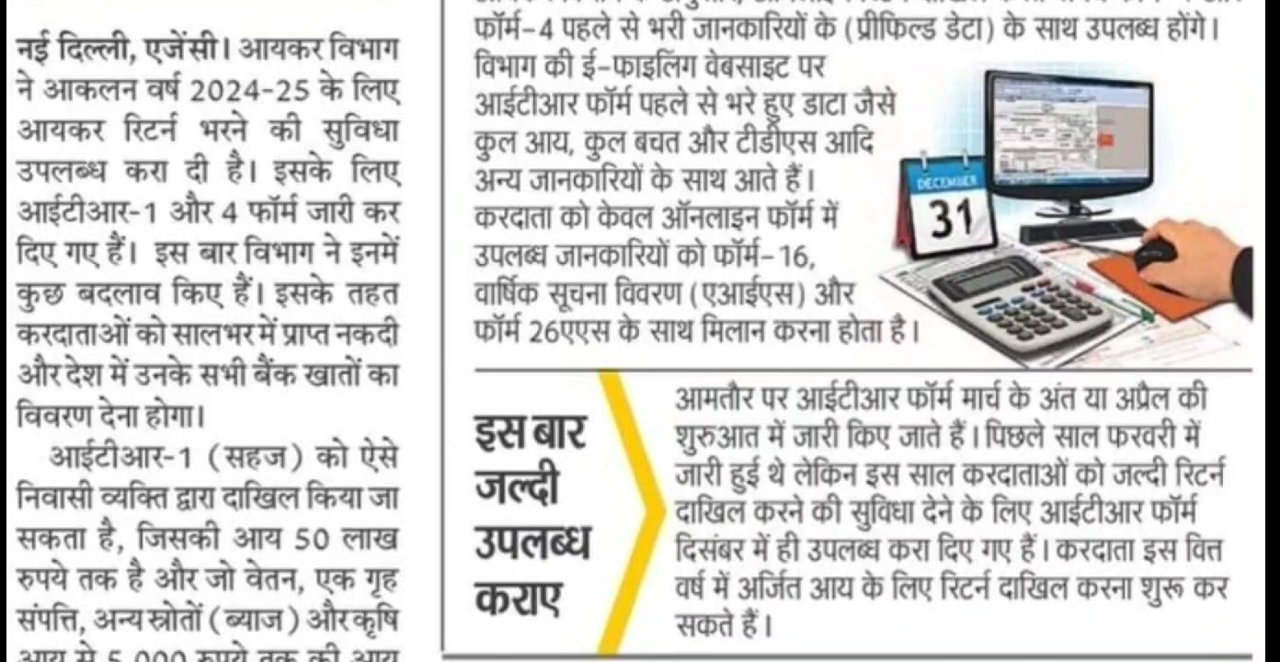 नई दिल्ली, एजेंसी। आयकर विभाग
ने आकलन वर्ष 2024-25 के लिए
आयकर रिटर्न भरने की सुविधा
उपलब्ध करा दी है। इसके लिए
आईटीआर-1 और 4 फॉर्म जारी कर
दिए गए हैं। इस बार विभाग ने इनमें
कुछ बदलाव किए हैं। इसके तहत
करदाताओं को सालभर में प्राप्त नकदी
और देश में उनके सभी बैंक खातों का
विवरण देना होगा।
आईटीआर-1 (सहज) को ऐसे
निवासी व्यक्ति द्वारा दाखिल किया जा
सकता है, जिसकी आय 50 लाख
रुपये तक है और जो वेतन, एक गृह
संपत्ति, अन्य स्रोतों (ब्याज) और कृषि
आय से 5,000 रुपये तक की आय
फॉर्म-4 पहले से भरी जानकारियों के (प्रीफिल्ड डेटा) के साथ उपलब्ध होंगे।
विभाग की ई-फाइलिंग वेबसाइट पर
आईटीआर फॉर्म पहले से भरे हुए डाटा जैसे
कुल आय, कुल बचत और टीडीएस आदि
अन्य जानकारियों के साथ आते हैं।
करदाता को केवल ऑनलाइन फॉर्म में
उपलब्ध जानकारियों को फॉर्म-16,
वार्षिक सूचना विवरण (एआईएस) और
फॉर्म 26एएस के साथ मिलान करना होता है।
DECEMBER
31
इस बार
जल्दी
उपलब्ध
कराए
आमतौर पर आईटीआर फॉर्म मार्च के अंत या अप्रैल की
शुरुआत में जारी किए जाते हैं। पिछले साल फरवरी में
जारी हुई थे लेकिन इस साल करदाताओं को जल्दी रिटर्न
दाखिल करने की सुविधा देने के लिए आईटीआर फॉर्म
दिसंबर में ही उपलब्ध करा दिए गए हैं। करदाता इस वित्त
वर्ष में अर्जित आय के लिए रिटर्न दाखिल करना शुरू कर
सकते हैं।